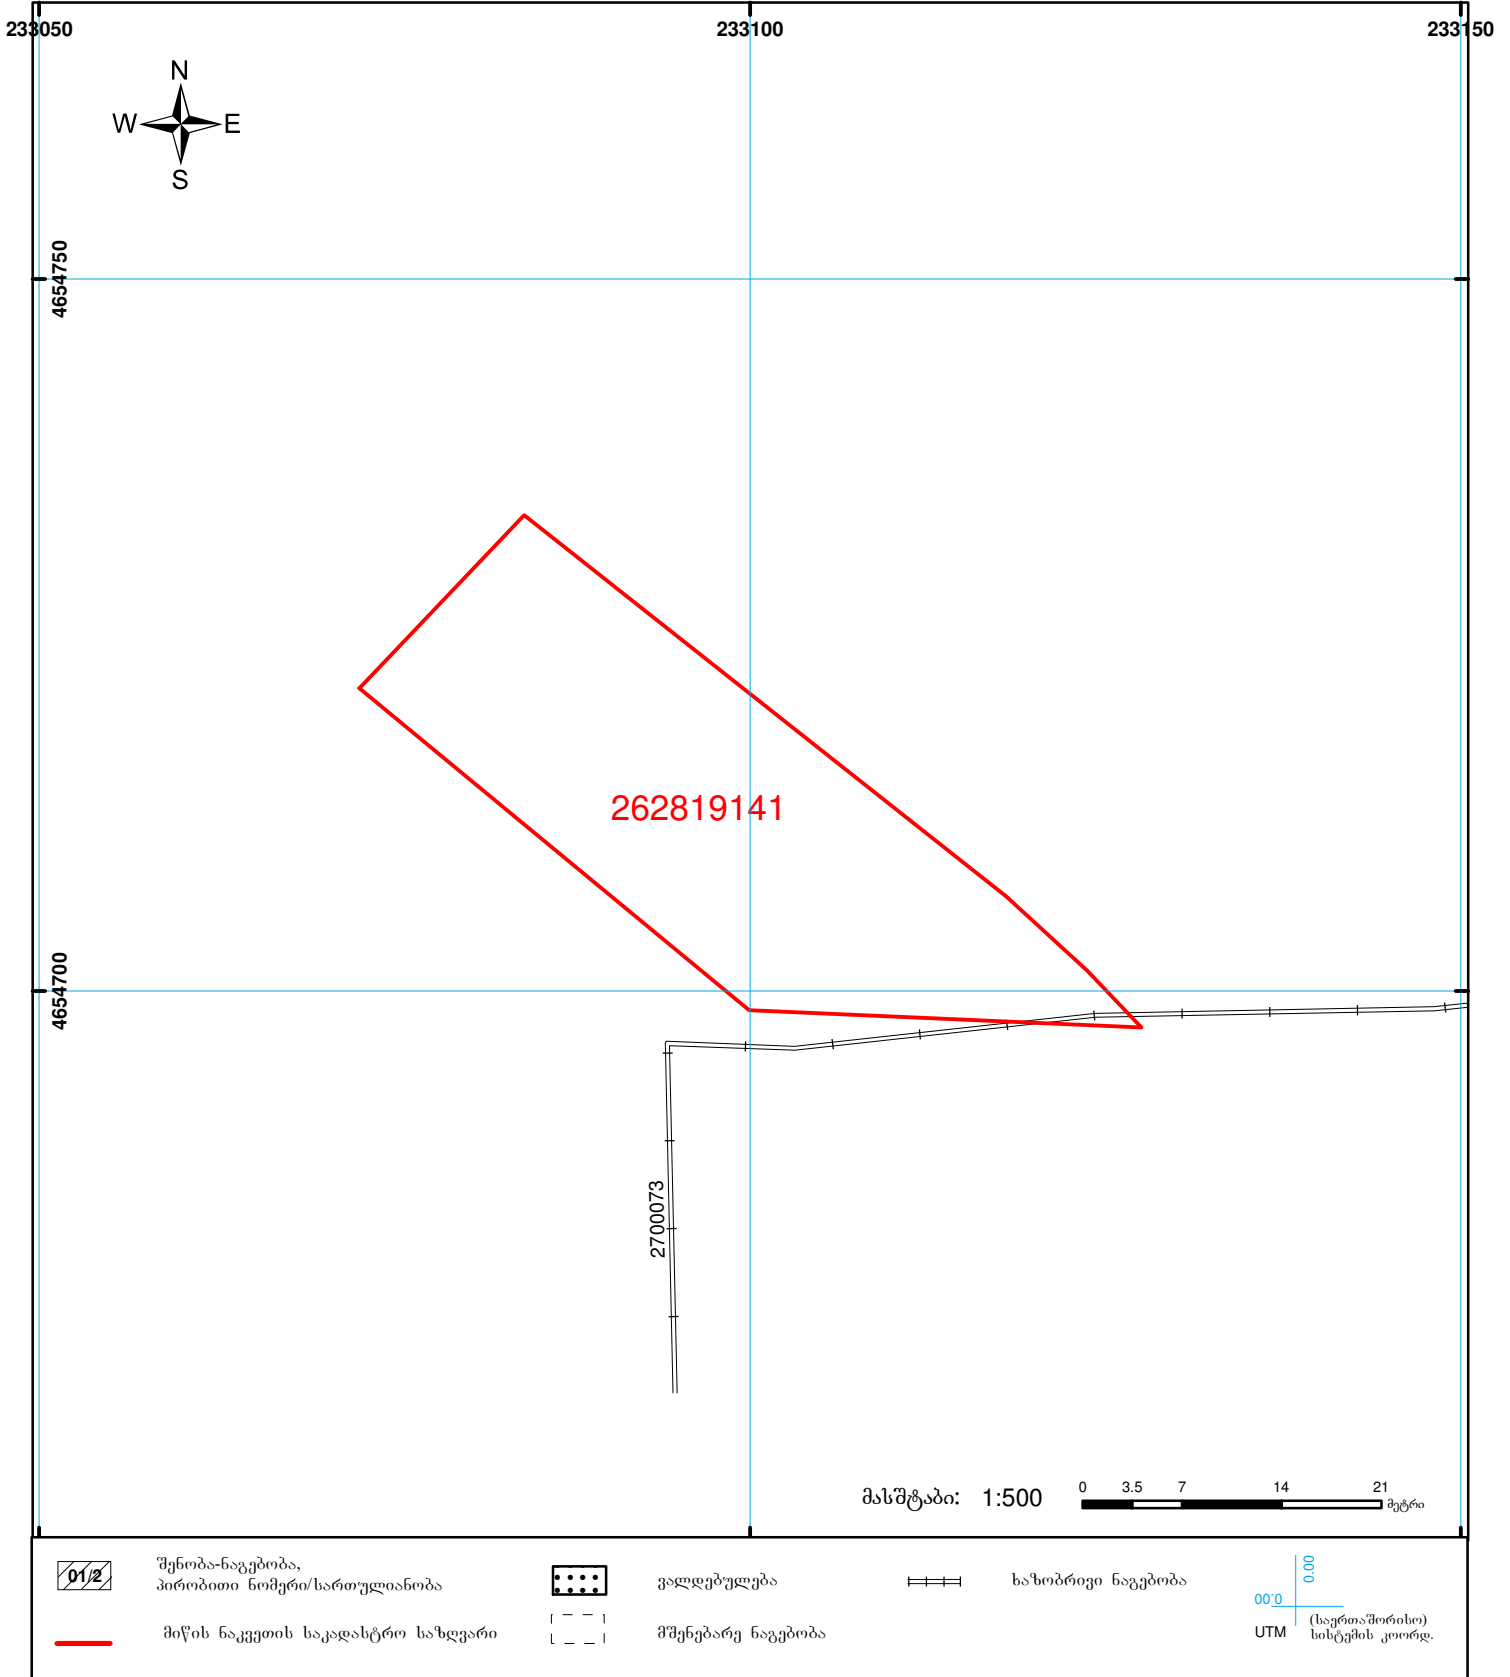 233050
233100
233150
N
W E
S
4654750
262819141
4654700
2700073
მასშტაბი: 1:500
0 3.5 7 14 21
მეტრი
01/2
შენობა-ნაგებობა,
პირობითი ნომერი/სართულიანობა
ვალდებულება
ხაზობრივი ნაგებობა
მიწის ნაკვეთის საკადასტრო საზღვარი
მშენებარე ნაგებობა
0.00
0.00
UTM
(საერთაშორისო)
სისტემის კოორდ.